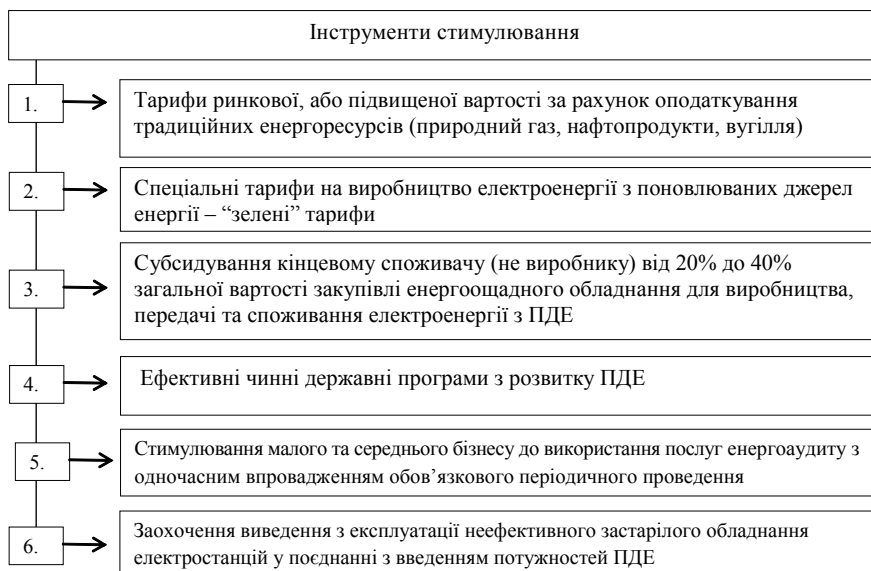 Інструменти стимулювання
1.
Тарифи ринкової, або підвищеної вартості за рахунок оподаткування
традиційних енергоресурсів (природний газ, нафтопродукти, вугілля)
2.
Спеціальні тарифи на виробництво електроенергії з поновлюваних джерел
енергії – “зелені” тарифи
3.
Субсидування кінцевому споживачу (не виробнику) від 20% до 40%
загальної вартості закупівлі енергоощадного обладнання для виробництва,
передачі та споживання електроенергії з ПДЕ
4.
Ефективні чинні державні програми з розвитку ПДЕ
5.
Стимулювання малого та середнього бізнесу до використання послуг енергоаудиту з
одночасним впровадженням обов’язкового періодичного проведення
6.
Заохочення виведення з експлуатації неефективного застарілого обладнання
електростанцій у поєднанні з введенням потужностей ПДЕ